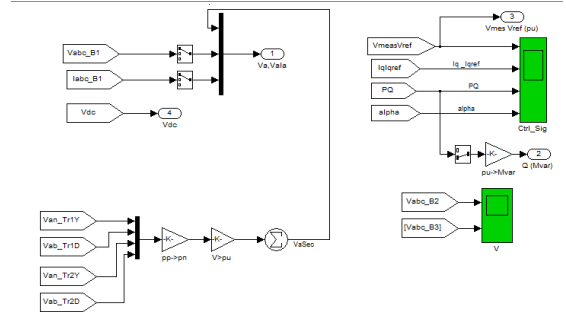 3
Vmes Vref (pu)
Vabc_B1
Iabc_B1
1
Va,VaIa
Vdc
4
Vdc
VmeasVref
IqIqref
Iq_Iqref
PQ
PQ
alpha
alpha
Ctrl_Sig
-K-
pu->Mvar
2
Q (Mvar)
Vabc_B2
[Vabc_B3]
V
Van_Tr1Y
Vab_Tr1D
Van_Tr2Y
Vab_Tr2D
-K-
pp->pn
-K-
V>pu
Σ
VaSec